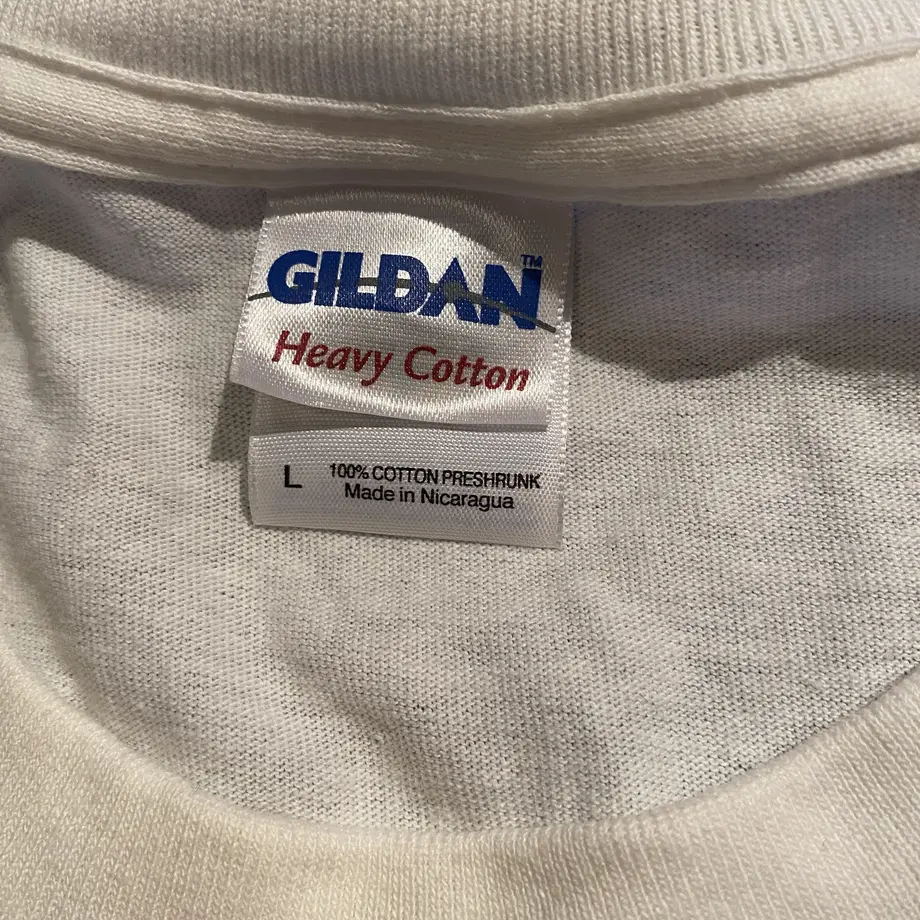 GILDAN™
Heavy Cotton
L 100% COTTON PRESHRUNK
Made in Nicaragua